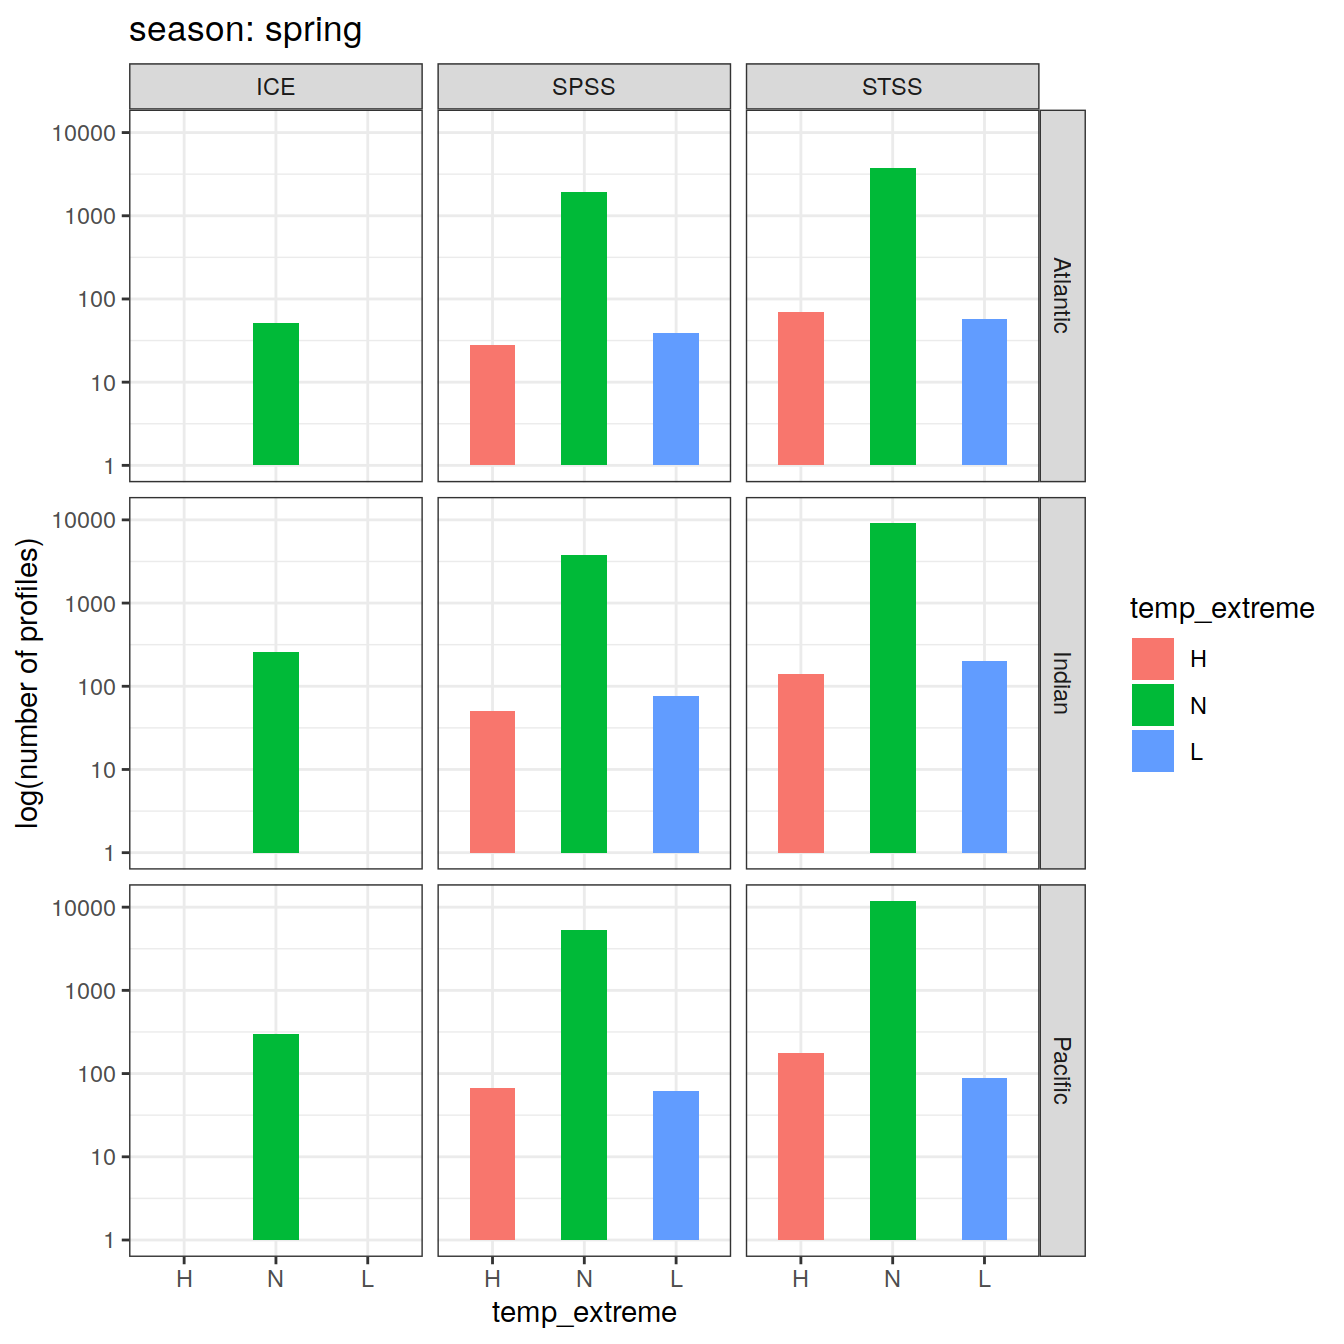 season: spring
ICE SPSS STSS
10000
1000
100
10
1
Atlantic
10000
1000
100
10
1
Indian
10000
1000
100
10
1
Pacific
log(number of profiles)
H N L H N L H N L
temp_extreme
temp_extreme
H
N
L